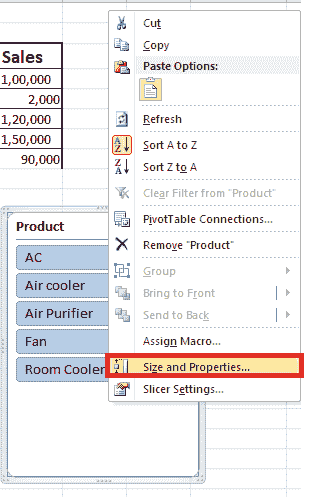 Sales
1,00,000
2,000
1,20,000
1,50,000
90,000
Product
AC
Air cooler
Air Purifier
Fan
Room Cooler
Cut
Copy
Paste Options:
Refresh
Sort A to Z
Sort Z to A
Clear Filter from "Product"
PivotTable Connections...
Remove "Product"
Group
Bring to Front
Send to Back
Assign Macro...
Size and Properties...
Slicer Settings...